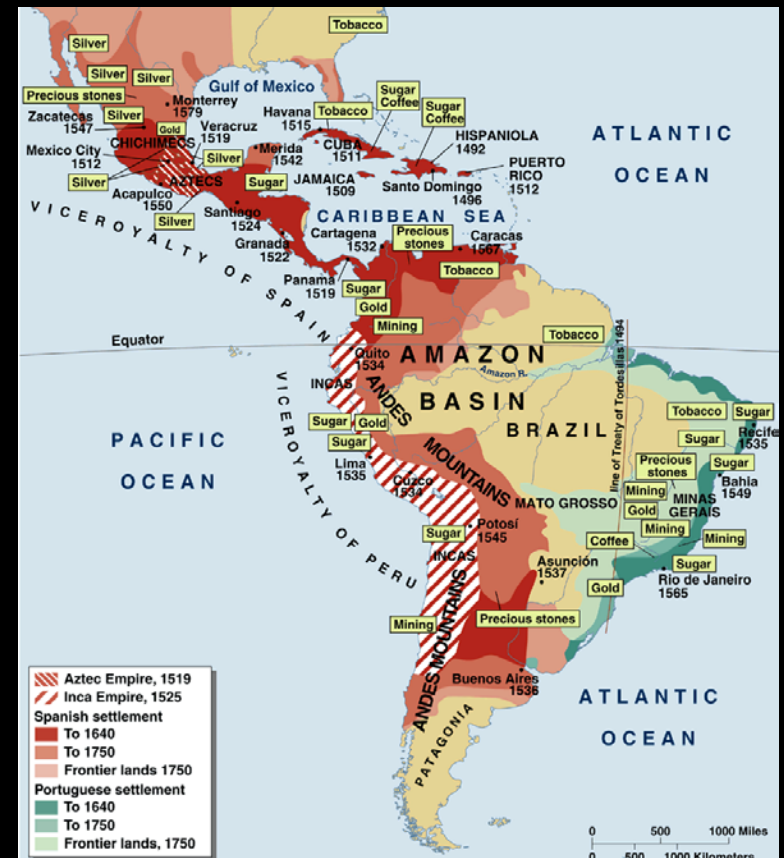 Tobacco
Silver
Silver
Silver
Precious stones
Monterrey
1579
Zacatecas
1547
Silver
Gold
CHICHIMECS
Veracruz
1519
Mexico City
1512
Silver
Merida
1542
Silver
AZTECS
Acapulco
1550
Silver
Sugar
Santiago
1524
Granada
1522
Panama
1519
Gulf of Mexico
Havana
1515
Tobacco
Sugar
Coffee
Sugar
Coffee
CUBA
1511
HISPANIOLA
1492
JAMAICA
1509
Santo Domingo
1496
PUERTO
RICO
1512
ATLANTIC
OCEAN
CARIBBEAN SEA
Cartagena
1532
Precious
stones
Caracas
1567
Tobacco
Sugar
Gold
Mining
VICEROYALTY OF SPAIN
Equator
Quito
1534
AMAZON
Amazon R.
BASIN
Tobacco
line of Treaty of Tordesillas 1494
INCAS
ANDES
MOUNTAINS
BRAZIL
VICEROYALTY OF PERU
PACIFIC
OCEAN
Sugar
Gold
Sugar
Lima
1535
Cuzco
1534
Tobacco
Sugar
Recife
1535
Sugar
Precious
stones
Sugar
Bahia
1549
Mining
MINAS
GERAIS
Gold
Mining
MATO GROSSO
Mining
Coffee
Sugar
Rio de Janeiro
1565
Gold
Sugar
Potosí
1545
INCAS
Asunción
1537
Precious stones
Mining
ANDES MOUNTAINS
Buenos Aires
1536
PATAGONIA
ATLANTIC
OCEAN
Aztec Empire, 1519
Inca Empire, 1525
Spanish settlement
To 1640
To 1750
Frontier lands 1750
Portuguese settlement
To 1640
To 1750
Frontier lands, 1750
0 500 1000 Miles
0 500 1000 Kilometers